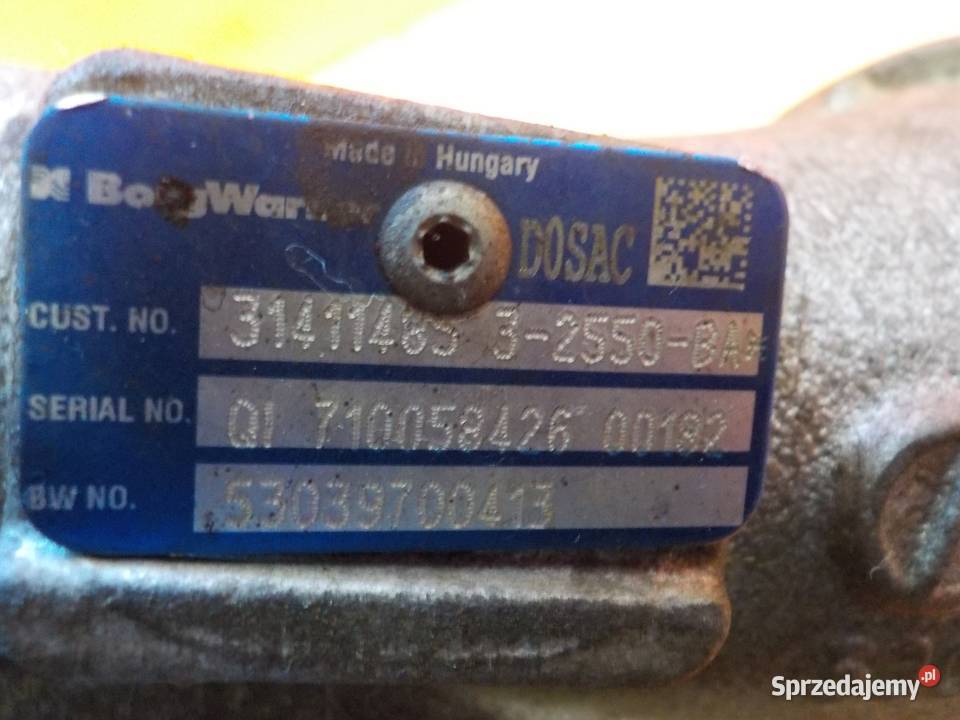 Made in Hungary
BorgWarner
DOSAC
CUST. NO. 3-2550-BA
SERIAL NO. QI 710058426 00182
BW NO. 53039700413
Sprzedajemy.pl